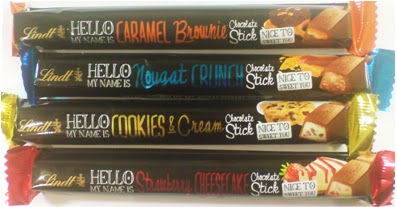 Lindt HELLO MY NAME IS CARAMEL Brownie Chocolate Stick NICE TO SWEET YOU
Lindt HELLO MY NAME IS Nougat CRUNCH Chocolate Stick NICE TO SWEET YOU
Lindt HELLO MY NAME IS COOKIES & Cream Chocolate Stick NICE TO SWEET YOU
Lindt HELLO MY NAME IS Strawberry CHEESECAKE Chocolate Stick NICE TO SWEET YOU